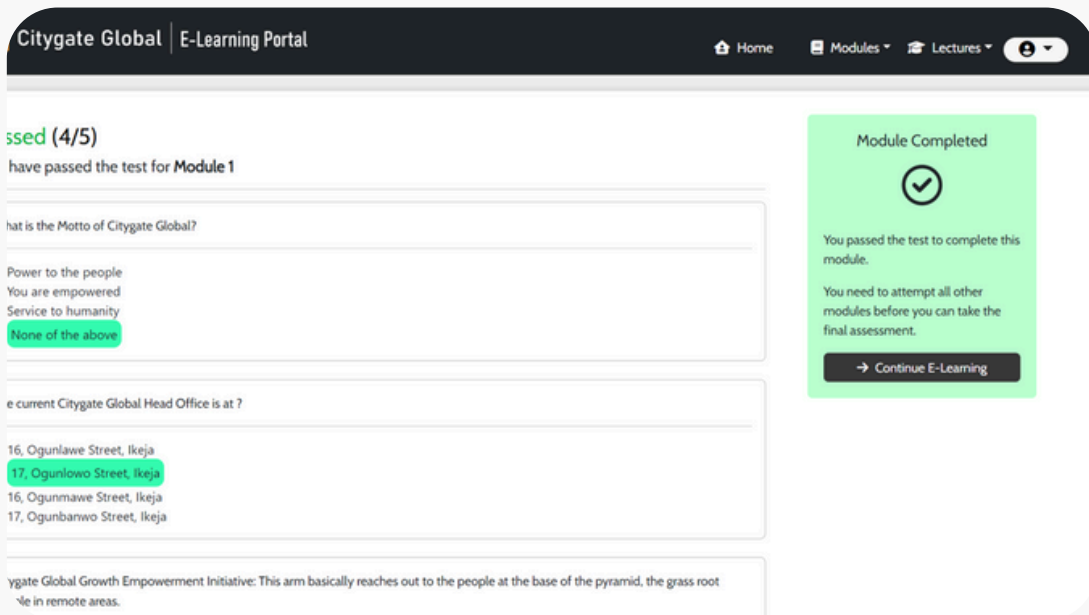 Citygate Global | E-Learning Portal
Home Modules Lectures
ssed (4/5)
have passed the test for Module 1
hat is the Motto of Citygate Global?
Power to the people
You are empowered
Service to humanity
None of the above
e current Citygate Global Head Office is at ?
16, Ogunlawe Street, Ikeja
17, Ogunlowo Street, Ikeja
16, Ogunmawe Street, Ikeja
17, Ogunbanwo Street, Ikeja
ygate Global Growth Empowerment Initiative: This arm basically reaches out to the people at the base of the pyramid, the grass root
le in remote areas.
Module Completed
You passed the test to complete this
module.
You need to attempt all other
modules before you can take the
final assessment.
→ Continue E-Learning